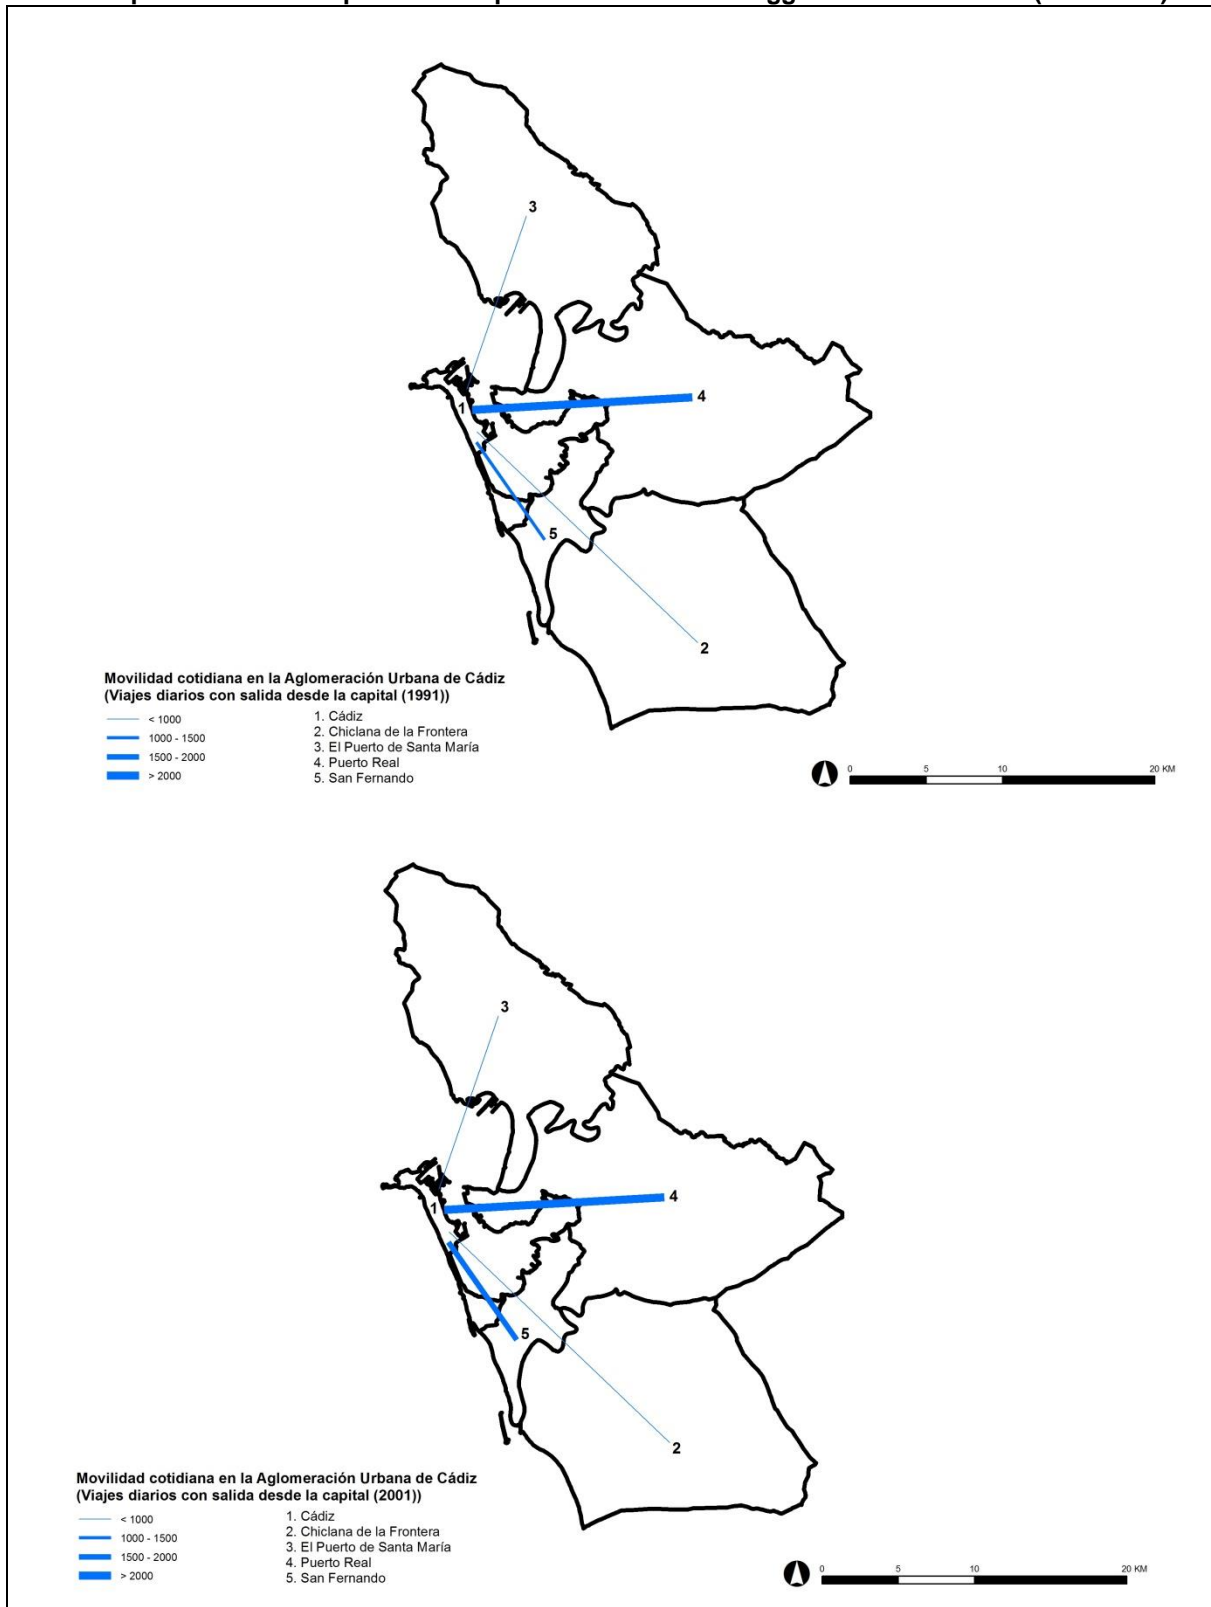 3
4
1
5
2
Movilidad cotidiana en la Aglomeración Urbana de Cádiz
(Viajes diarios con salida desde la capital (1991))
< 1000
1000 - 1500
1500 - 2000
> 2000
1. Cádiz
2. Chiclana de la Frontera
3. El Puerto de Santa María
4. Puerto Real
5. San Fernando
0 5 10 20 KM
3
4
1
5
2
Movilidad cotidiana en la Aglomeración Urbana de Cádiz
(Viajes diarios con salida desde la capital (2001))
< 1000
1000 - 1500
1500 - 2000
> 2000
1. Cádiz
2. Chiclana de la Frontera
3. El Puerto de Santa María
4. Puerto Real
5. San Fernando
0 5 10 20 KM